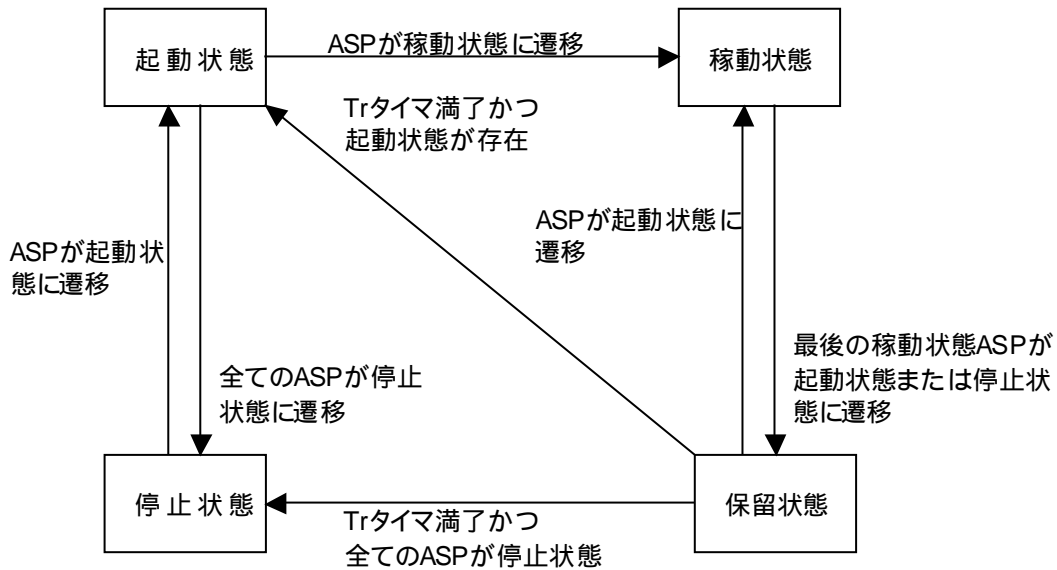 起動状態
ASPが稼動状態に遷移
稼動状態
Trタイマ満了かつ
起動状態が存在
ASPが起動状態に
遷移
ASPが起動状
態に遷移
最後の稼動状態ASPが
起動状態または停止状
態に遷移
全てのASPが停止
状態に遷移
停止状態
保留状態
Trタイマ満了かつ
全てのASPが停止状態